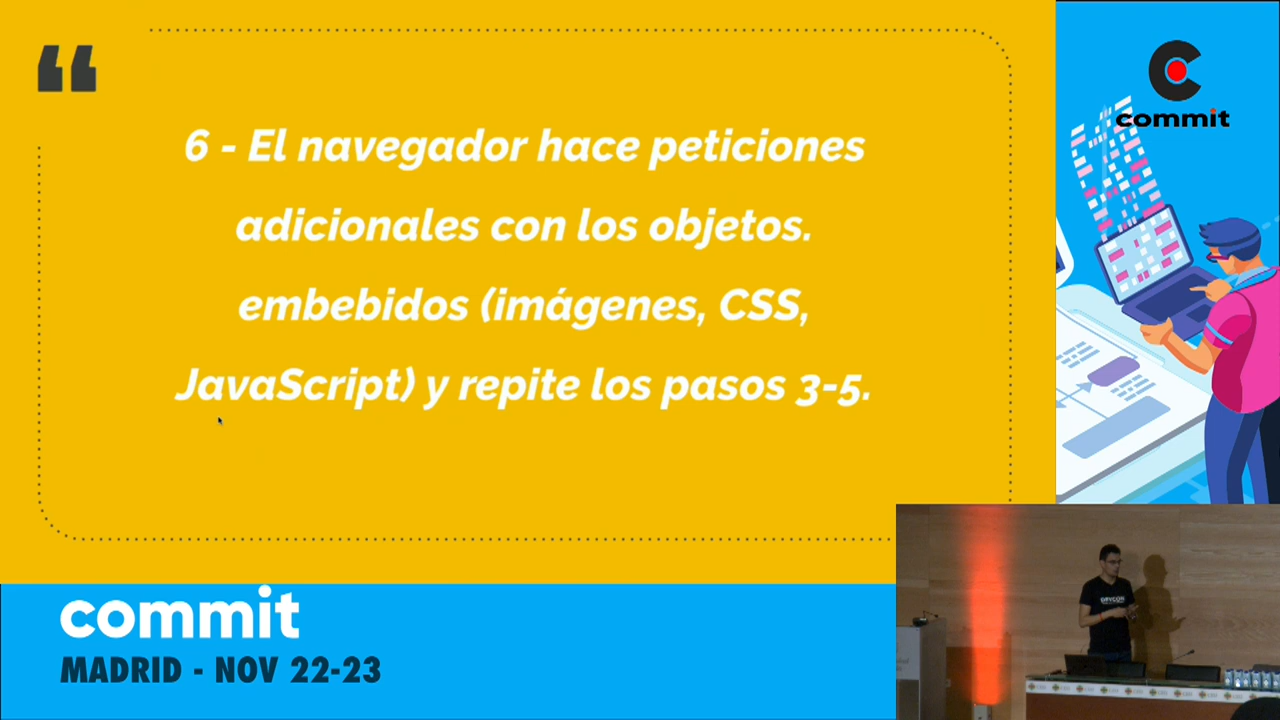 6 - El navegador hace peticiones
adicionales con los objetos.
embebidos (imágenes, CSS,
JavaScript) y repite los pasos 3-5.
commit
commit
MADRID - NOV 22-23